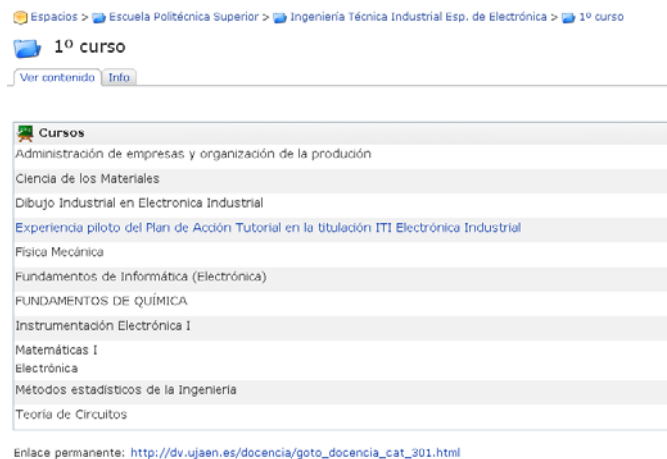 Espacios > Escuela Politécnica Superior > Ingeniería Técnica Industrial Esp. de Electrónica > 1º curso
1º curso
Ver contenido Info
Cursos
Administración de empresas y organización de la produción
Ciencia de los Materiales
Dibujo Industrial en Electronica Industrial
Experiencia piloto del Plan de Acción Tutorial en la titulación ITI Electrónica Industrial
Física Mecánica
Fundamentos de Informática (Electrónica)
FUNDAMENTOS DE QUÍMICA
Instrumentación Electrónica I
Matemáticas I
Electrónica
Métodos estadísticos de la Ingeniería
Teoría de Circuitos
Enlace permanente: http://dv.ujaen.es/docencia/goto_docencia_cat_301.html